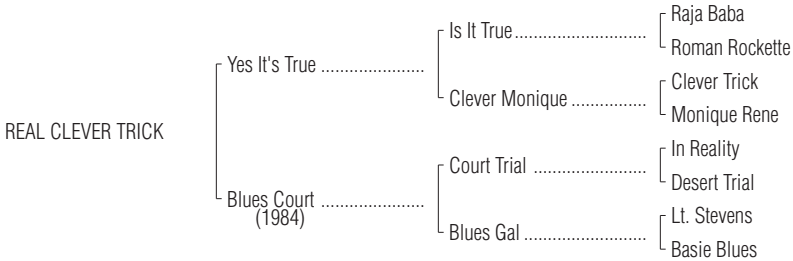 Raja Baba
Is It True
Roman Rockette
Yes It's True
Clever Trick
Clever Monique
Monique Rene
REAL CLEVER TRICK
In Reality
Court Trial
Desert Trial
Blues Court
(1984)
Lt. Stevens
Blues Gal
Basie Blues